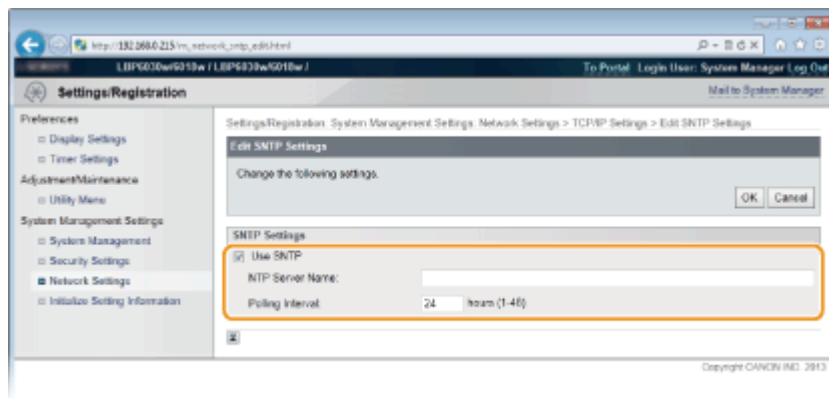 http://192.168.0.215/m_network_sntp_edit.html
LBP6030w/6018w / LBP6030w/6018w /
To Portal Login User: System Manager Log Out
Settings/Registration
Mail to System Manager
Preferences
Display Settings
Timer Settings
Adjustment/Maintenance
Utility Menu
System Management Settings
System Management
Security Settings
Network Settings
Initialize Setting Information
Settings/Registration: System Management Settings: Network Settings > TCP/IP Settings > Edit SNTP Settings
Edit SNTP Settings
Change the following settings.
OK Cancel
SNTP Settings
Use SNTP
NTP Server Name:
Polling Interval: 24 hours (1-48)
Copyright CANON INC. 2013